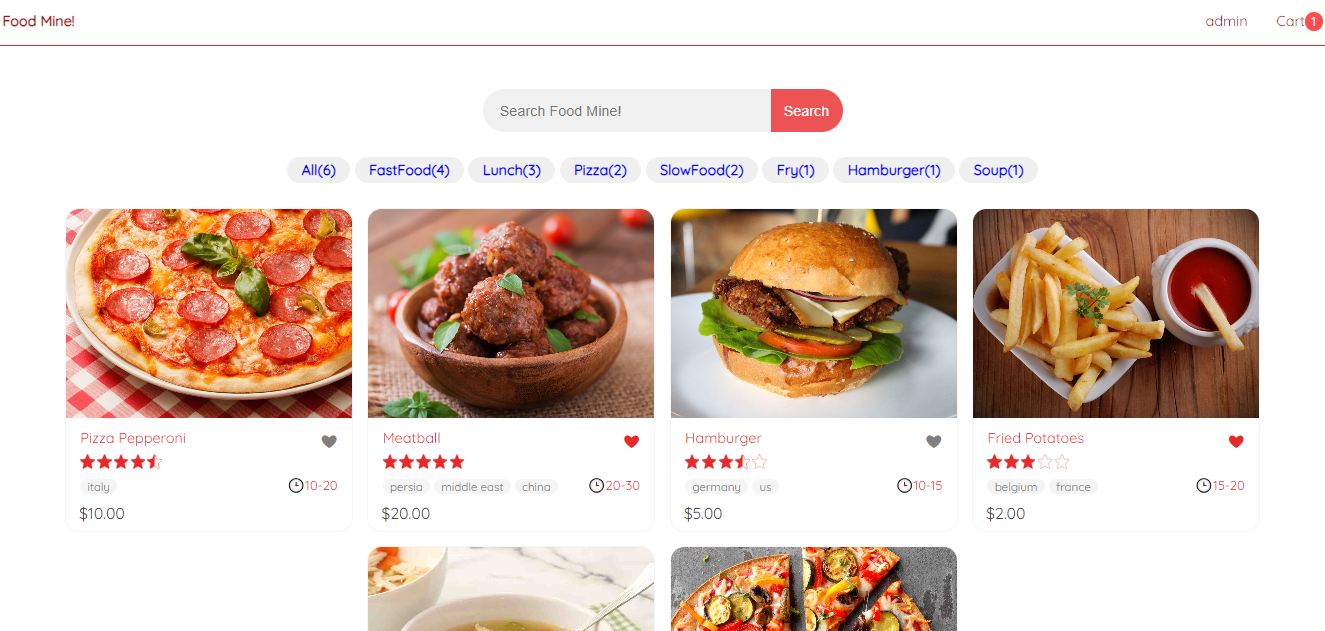 Food Mine!
admin Cart 1
Search Food Mine! Search
All(6) FastFood(4) Lunch(3) Pizza(2) SlowFood(2) Fry(1) Hamburger(1) Soup(1)
Pizza Pepperoni
italy 10-20
$10.00
Meatball
persia middle east china 20-30
$20.00
Hamburger
germany us 10-15
$5.00
Fried Potatoes
belgium france 15-20
$2.00